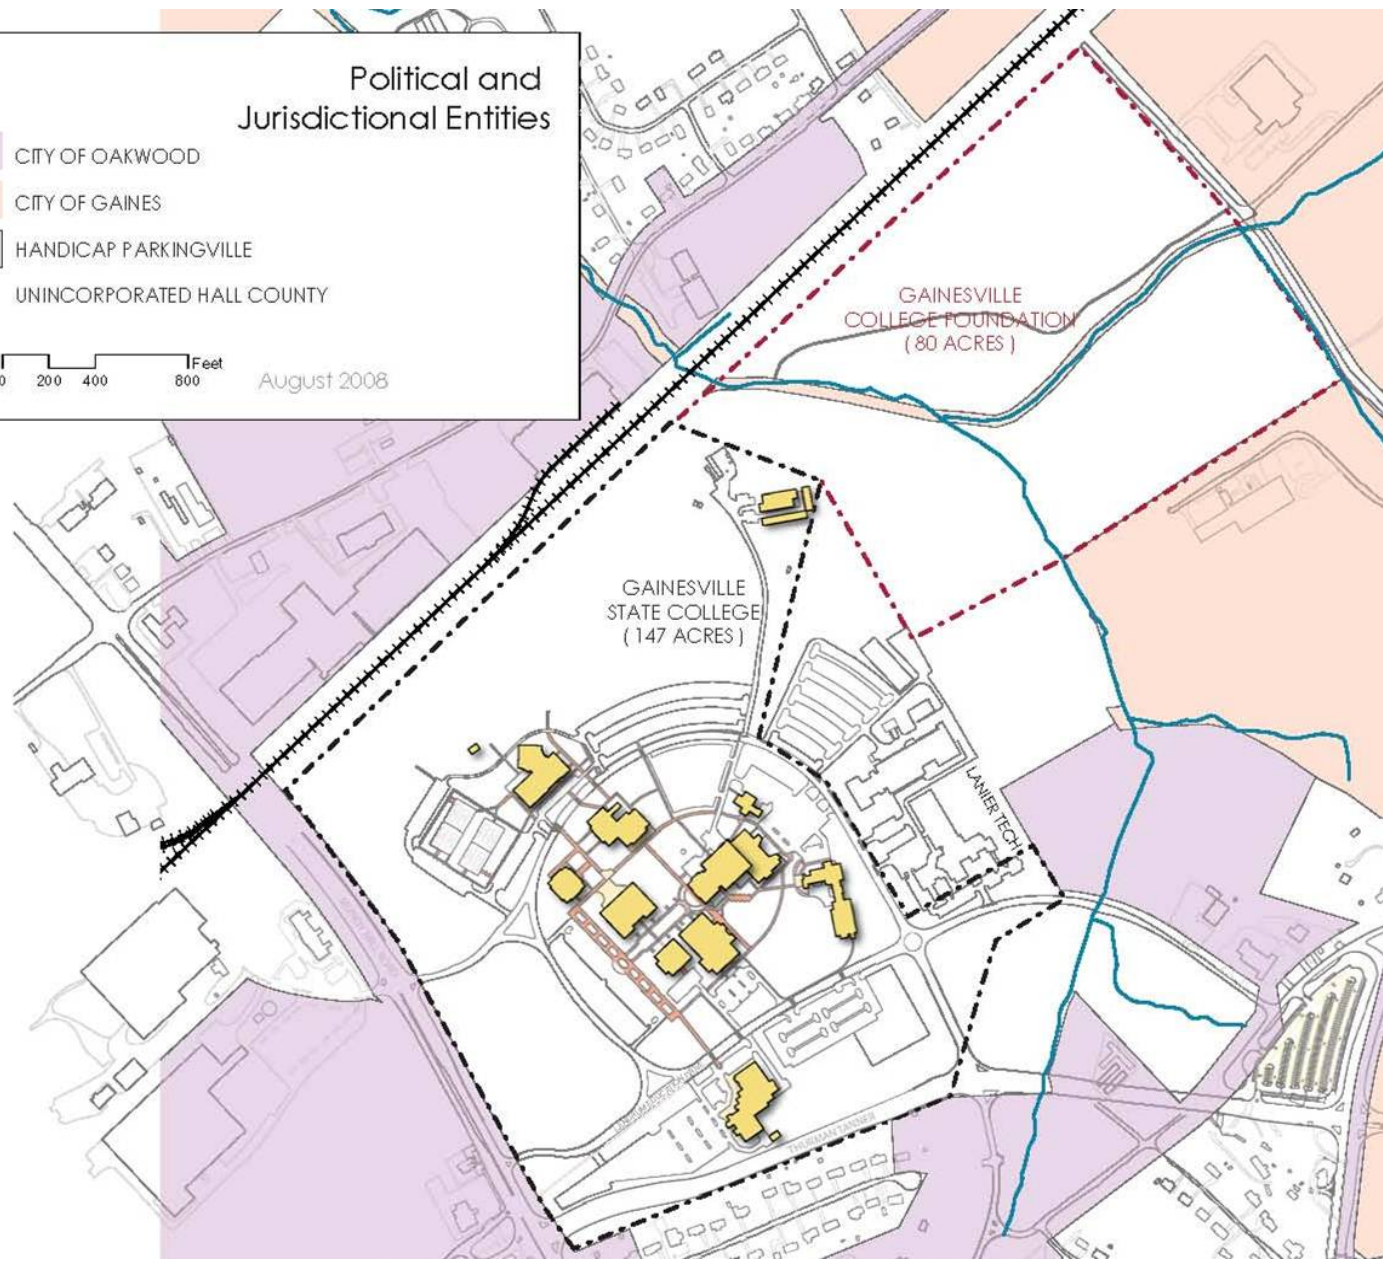 Political and
Jurisdictional Entities
CITY OF OAKWOOD
CITY OF GAINES
HANDICAP PARKINGVILLE
UNINCORPORATED HALL COUNTY
Feet
0 200 400 800
August 2008
GAINESVILLE
COLLEGE FOUNDATION
( 80 ACRES )
GAINESVILLE
STATE COLLEGE
( 147 ACRES )
LANIER TECH
THURMAN TANNER